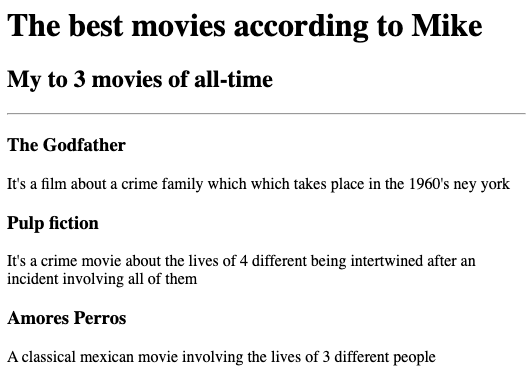 The best movies according to Mike
My to 3 movies of all-time
The Godfather
It's a film about a crime family which which takes place in the 1960's ney york
Pulp fiction
It's a crime movie about the lives of 4 different being intertwined after an
incident involving all of them
Amores Perros
A classical mexican movie involving the lives of 3 different people